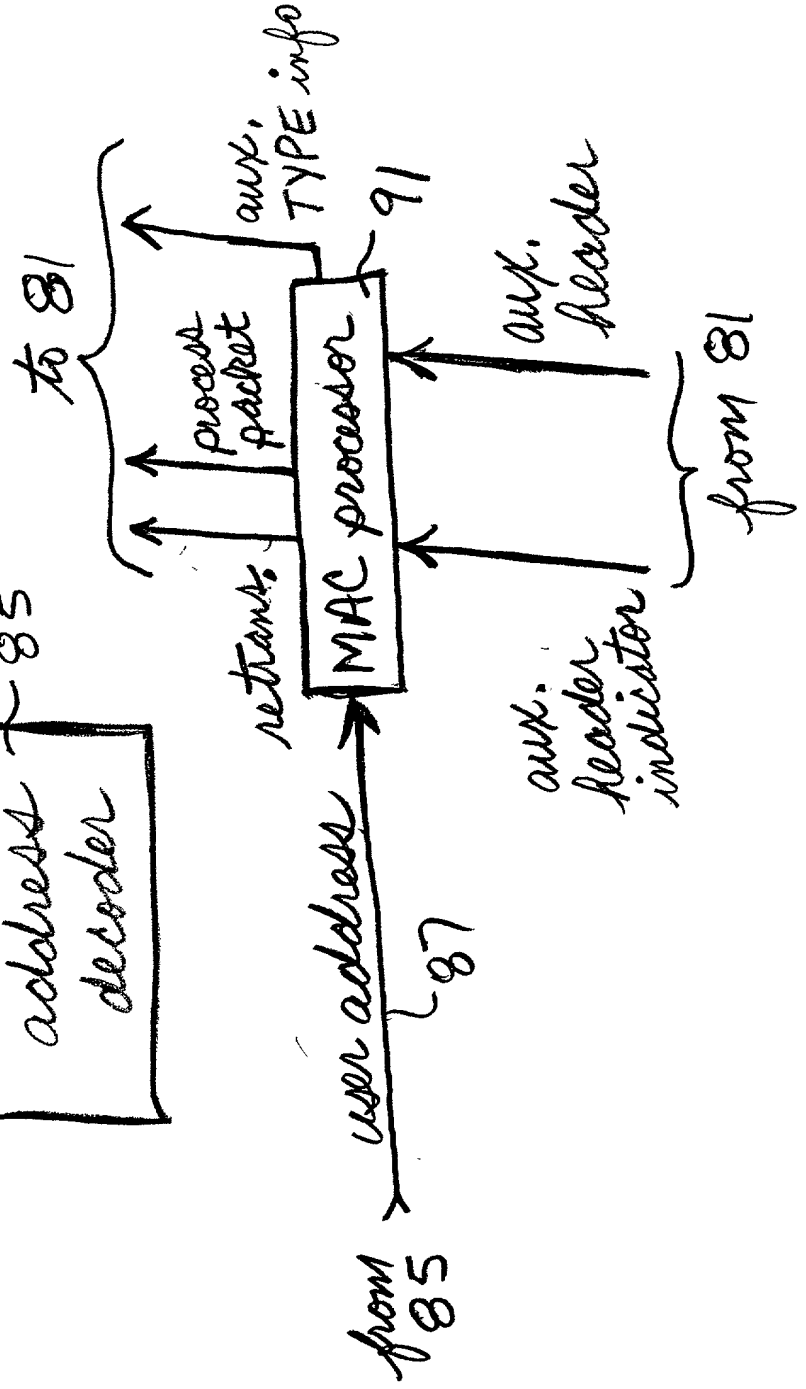 address
decoder
85
to 81
retrans.
process
packet
aux.
TYPE info
MAC processor
91
user address
87
from
85
aux.
header
indicator
aux.
header
from 81